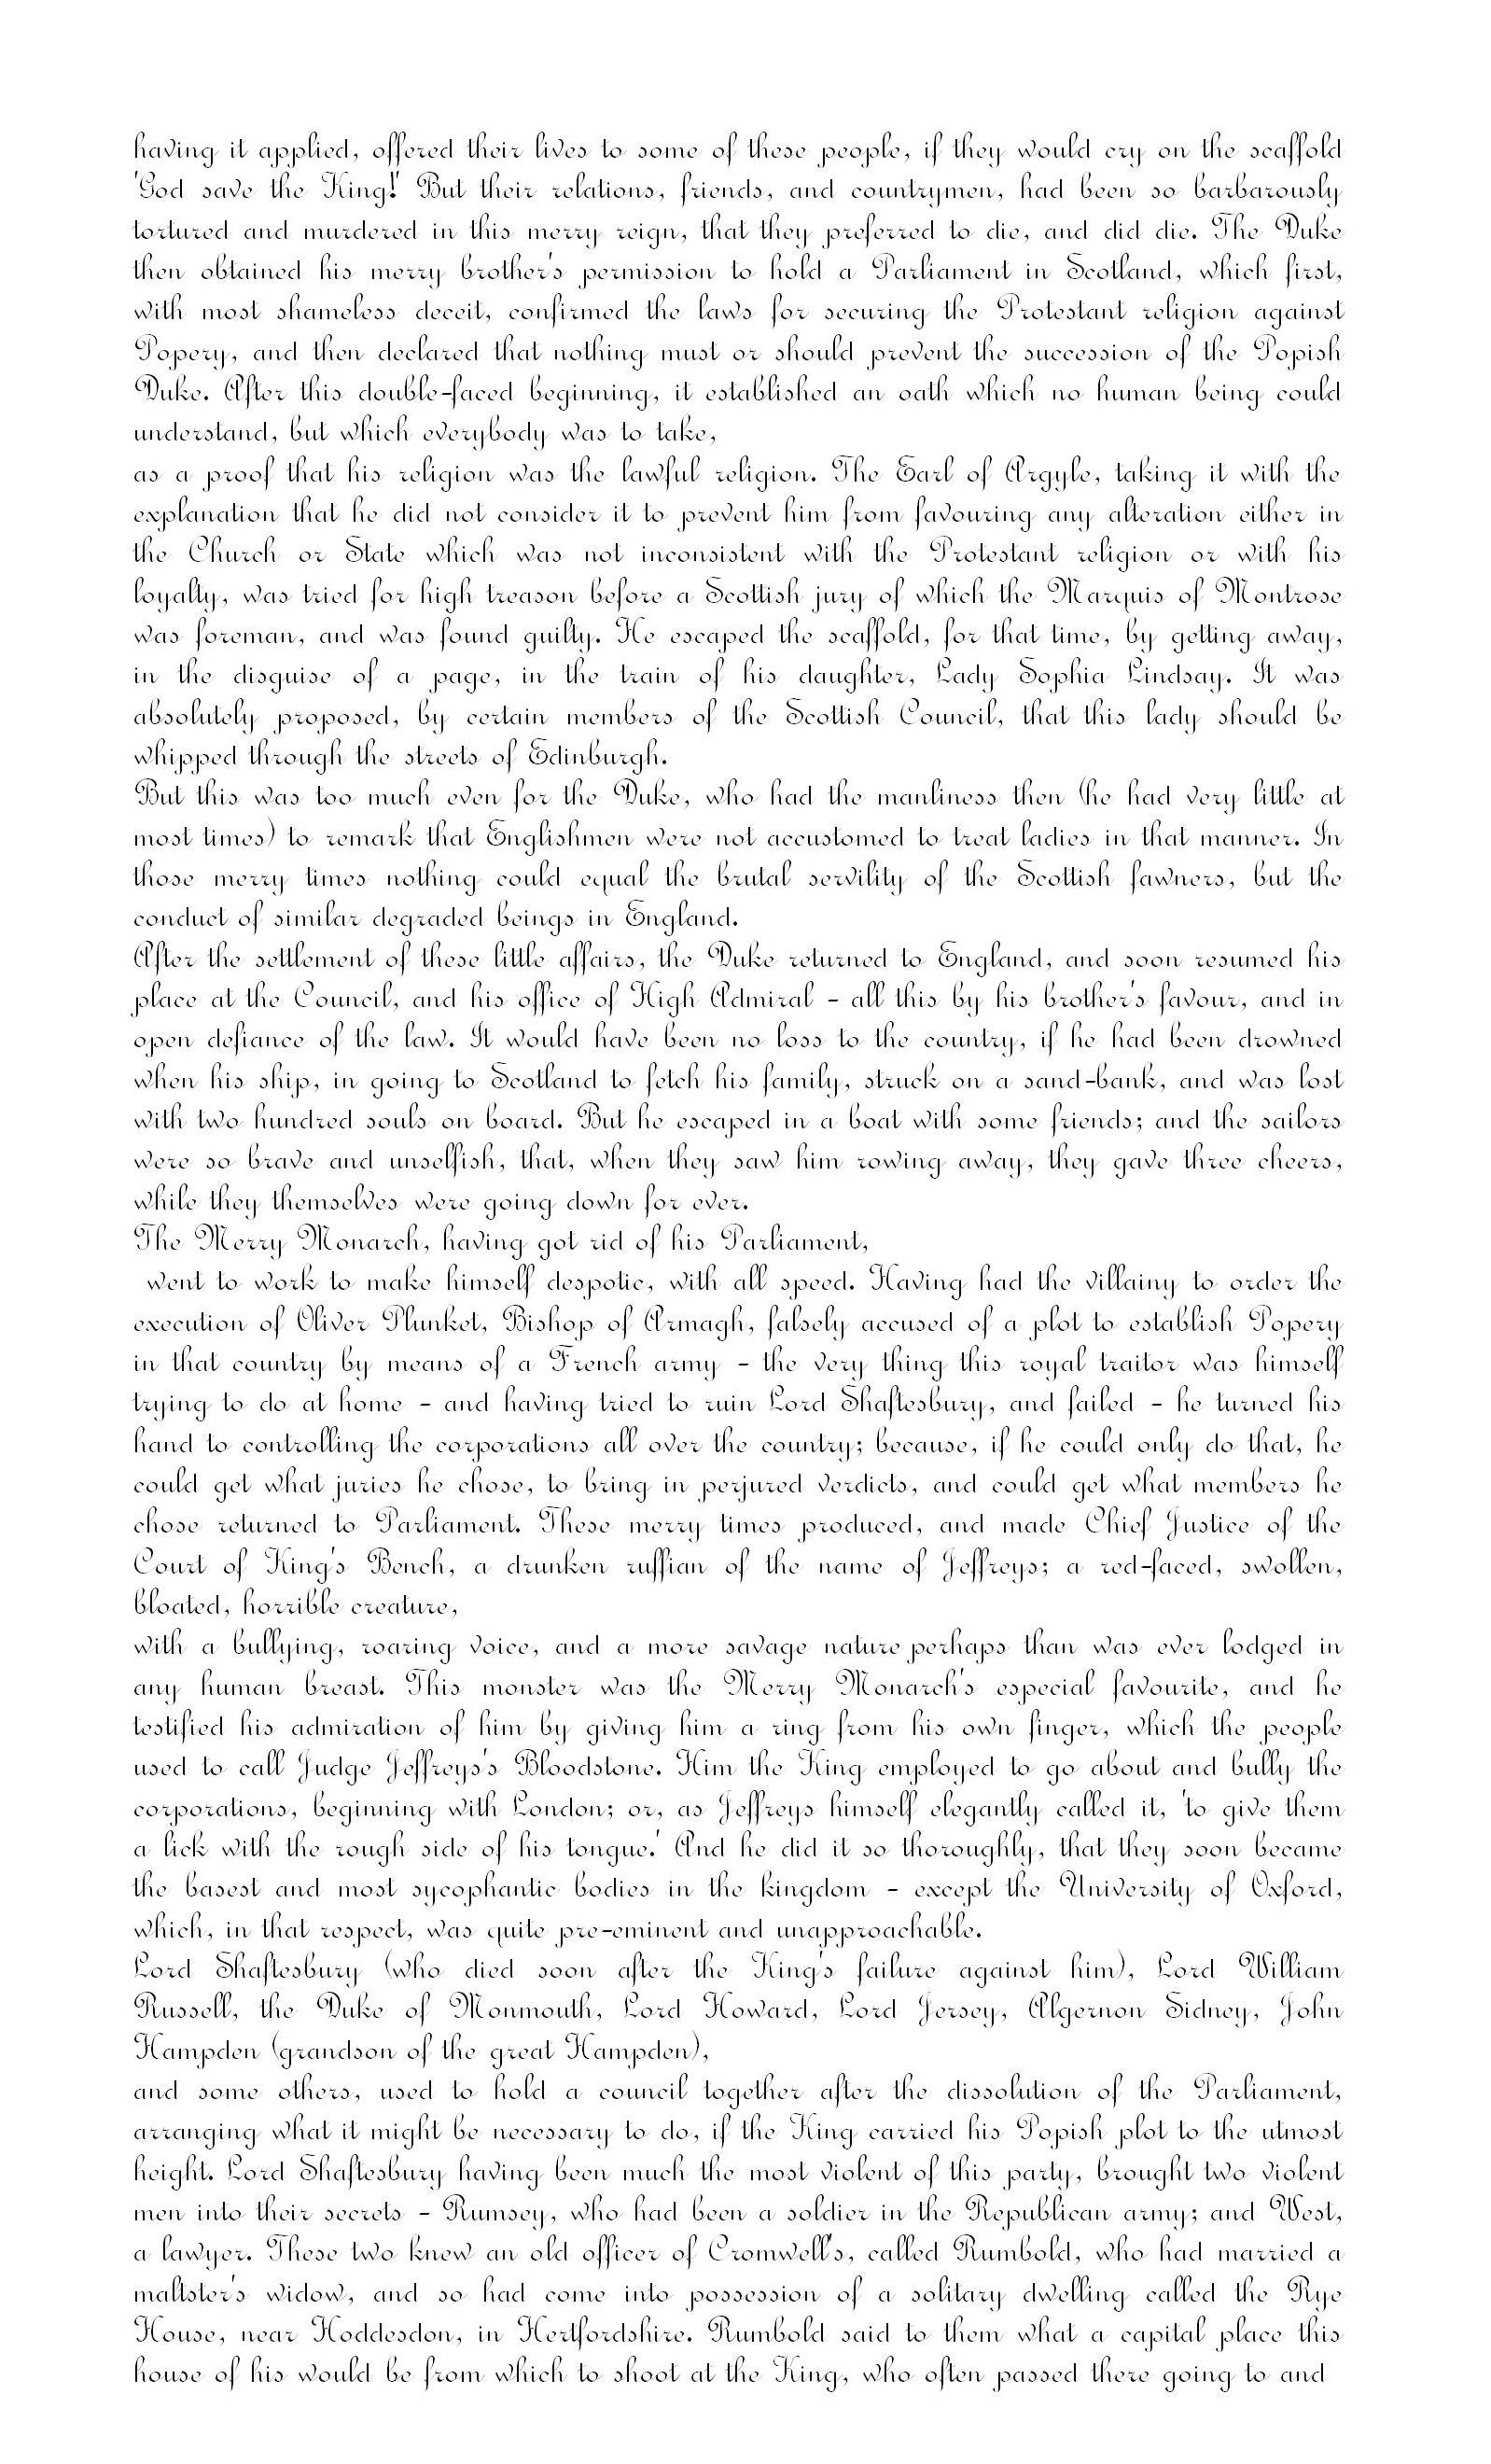 having it applied, offered their lives to some of these people, if they would cry on the scaffold
'God save the King!' But their relations, friends, and countrymen, had been so barbarously
tortured and murdered in this merry reign, that they preferred to die, and did die. The Duke
then obtained his merry brother's permission to hold a Parliament in Scotland, which first,
with most shameless deceit, confirmed the laws for securing the Protestant religion against
Popery, and then declared that nothing must or should prevent the succession of the Popish
Duke. After this double-faced beginning, it established an oath which no human being could
understand, but which everybody was to take,
as a proof that his religion was the lawful religion. The Earl of Argyle, taking it with the
explanation that he did not consider it to prevent him from favouring any alteration either in
the Church or State which was not inconsistent with the Protestant religion or with his
loyalty, was tried for high treason before a Scottish jury of which the Marquis of Montrose
was foreman, and was found guilty. He escaped the scaffold, for that time, by getting away,
in the disguise of a page, in the train of his daughter, Lady Sophia Lindsay. It was
absolutely proposed, by certain members of the Scottish Council, that this lady should be
whipped through the streets of Edinburgh.
But this was too much even for the Duke, who had the manliness then (he had very little at
most times) to remark that Englishmen were not accustomed to treat ladies in that manner. In
those merry times nothing could equal the brutal servility of the Scottish fawners, but the
conduct of similar degraded beings in England.
After the settlement of these little affairs, the Duke returned to England, and soon resumed his
place at the Council, and his office of High Admiral - all this by his brother's favour, and in
open defiance of the law. It would have been no loss to the country, if he had been drowned
when his ship, in going to Scotland to fetch his family, struck on a sand-bank, and was lost
with two hundred souls on board. But he escaped in a boat with some friends; and the sailors
were so brave and unselfish, that, when they saw him rowing away, they gave three cheers,
while they themselves were going down for ever.
The Merry Monarch, having got rid of his Parliament,
went to work to make himself despotic, with all speed. Having had the villainy to order the
execution of Oliver Plunket, Bishop of Armagh, falsely accused of a plot to establish Popery
in that country by means of a French army - the very thing this royal traitor was himself
trying to do at home - and having tried to ruin Lord Shaftesbury, and failed - he turned his
hand to controlling the corporations all over the country; because, if he could only do that, he
could get what juries he chose, to bring in perjured verdicts, and could get what members he
chose returned to Parliament. These merry times produced, and made Chief Justice of the
Court of King's Bench, a drunken ruffian of the name of Jeffreys; a red-faced, swollen,
bloated, horrible creature,
with a bullying, roaring voice, and a more savage nature perhaps than was ever lodged in
any human breast. This monster was the Merry Monarch's especial favourite, and he
testified his admiration of him by giving him a ring from his own finger, which the people
used to call Judge Jeffreys's Bloodstone. Him the King employed to go about and bully the
corporations, beginning with London; or, as Jeffreys himself elegantly called it, 'to give them
a lick with the rough side of his tongue.' And he did it so thoroughly, that they soon became
the basest and most sycophantic bodies in the kingdom - except the University of Oxford,
which, in that respect, was quite pre-eminent and unapproachable.
Lord Shaftesbury (who died soon after the King's failure against him), Lord William
Russell, the Duke of Monmouth, Lord Howard, Lord Jersey, Algernon Sidney, John
Hampden (grandson of the great Hampden),
and some others, used to hold a council together after the dissolution of the Parliament,
arranging what it might be necessary to do, if the King carried his Popish plot to the utmost
height. Lord Shaftesbury having been much the most violent of this party, brought two violent
men into their secrets - Rumsey, who had been a soldier in the Republican army; and West,
a lawyer. These two knew an old officer of Cromwell's, called Rumbold, who had married a
maltster's widow, and so had come into possession of a solitary dwelling called the Rye
House, near Hoddesdon, in Hertfordshire. Rumbold said to them what a capital place this
house of his would be from which to shoot at the King, who often passed there going to and